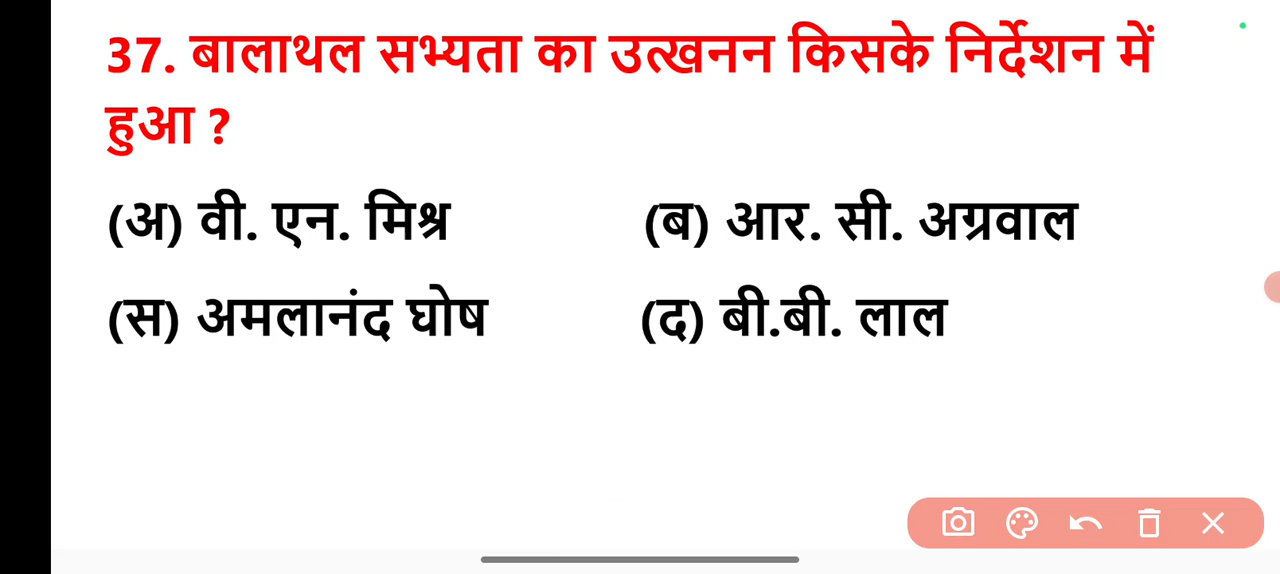 37. बालाथल सभ्यता का उत्खनन किसके निर्देशन में
हुआ ?
(अ) वी. एन. मिश्र (ब) आर. सी. अग्रवाल
(स) अमलानंद घोष (द) बी.बी. लाल